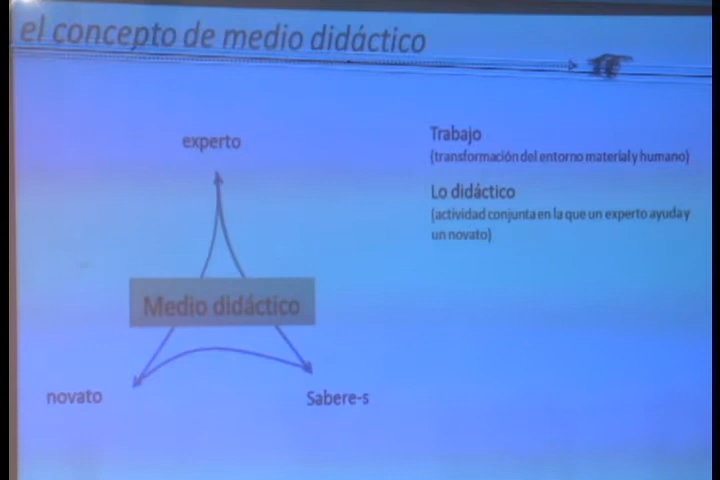 el concepto de medio didáctico
experto
Trabajo
(transformación del entorno material y humano)
Lo didáctico
(actividad conjunta en la que un experto ayuda y
un novato)
Medio didáctico
novato
Sabere-s